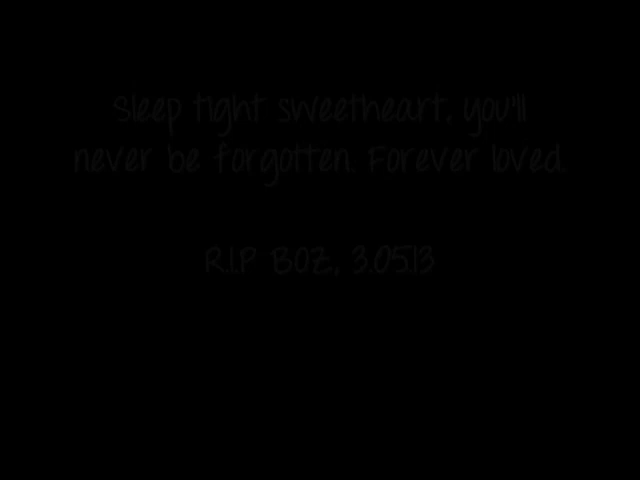 Sleep tight sweetheart, you'll
never be forgotten. Forever loved.
R.I.P BOZ, 3.05.13